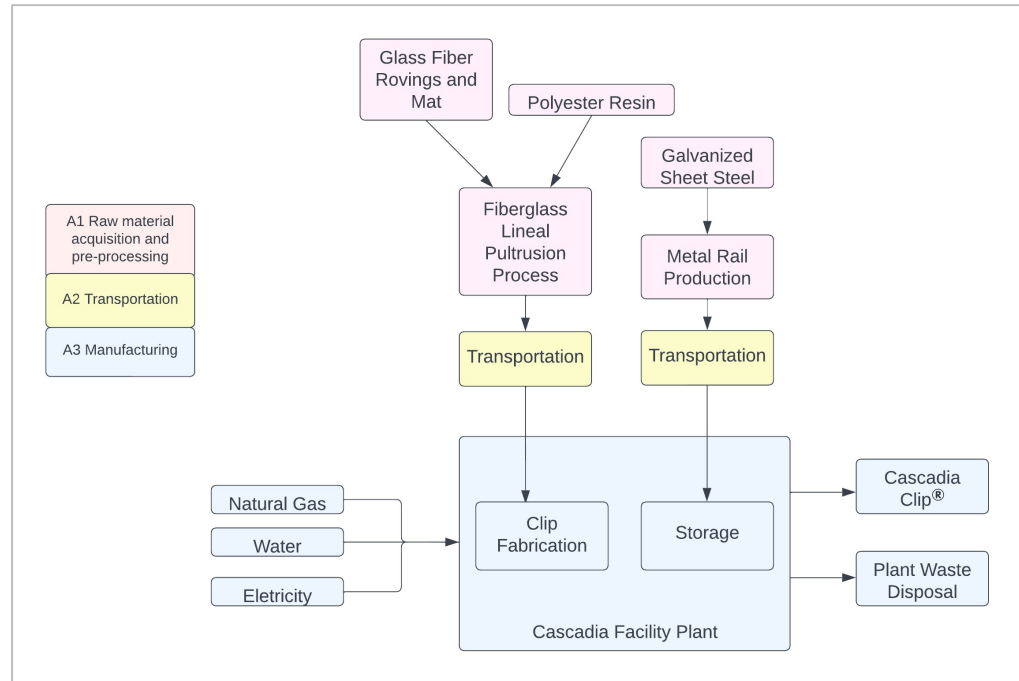 Glass Fiber
Rovings and
Mat
Polyester Resin
Galvanized
Sheet Steel
A1 Raw material
acquisition and
pre-processing
A2 Transportation
A3 Manufacturing
Fiberglass
Lineal
Pultrusion
Process
Metal Rail
Production
Transportation
Transportation
Natural Gas
Water
Eletricity
Clip
Fabrication
Storage
Cascadia Facility Plant
Cascadia
Clip®
Plant Waste
Disposal